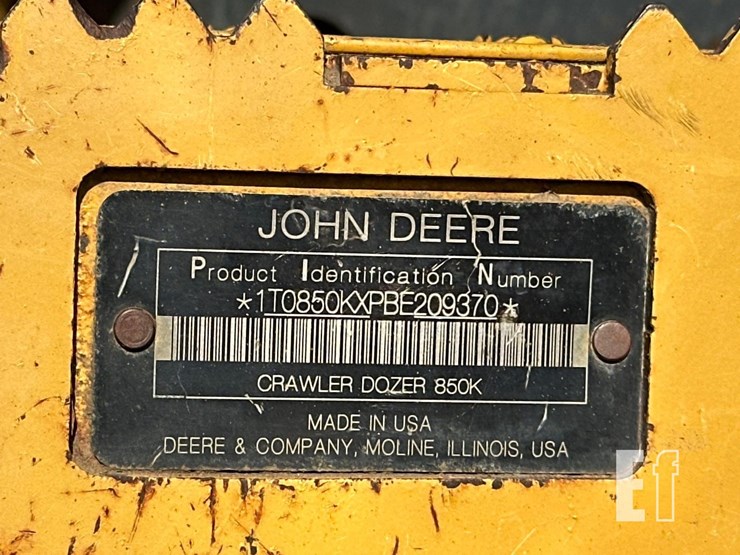 JOHN DEERE
Product Identification Number
*1T0850KXPBE209370*
CRAWLER DOZER 850K
MADE IN USA
DEERE & COMPANY, MOLINE, ILLINOIS, USA
Ef